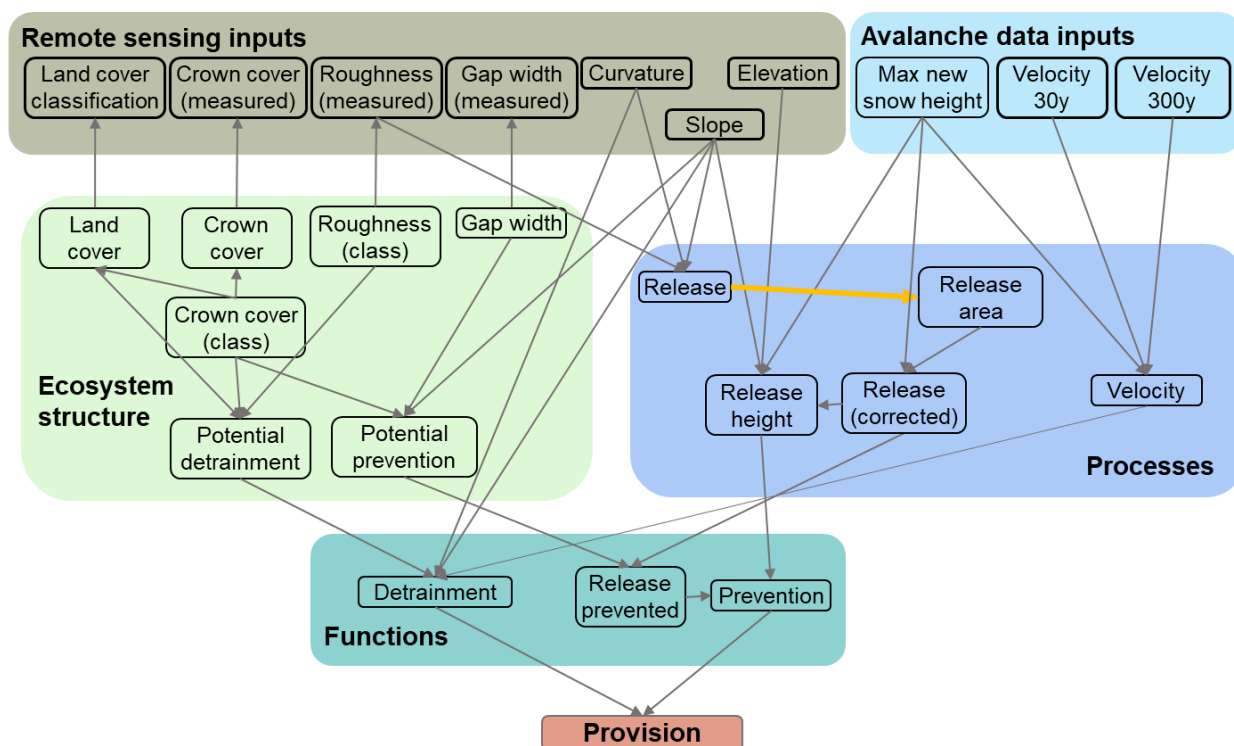 Remote sensing inputs
Land cover
classification
Crown cover
(measured)
Roughness
(measured)
Gap width
(measured)
Curvature
Elevation
Slope
Avalanche data inputs
Max new
snow height
Velocity
30y
Velocity
300y
Land
cover
Crown
cover
Roughness
(class)
Gap width
Crown cover
(class)
Ecosystem
structure
Potential
detrainment
Potential
prevention
Release
Release
area
Release
height
Release
(corrected)
Velocity
Processes
Detrainment
Release
prevented
Prevention
Functions
Provision